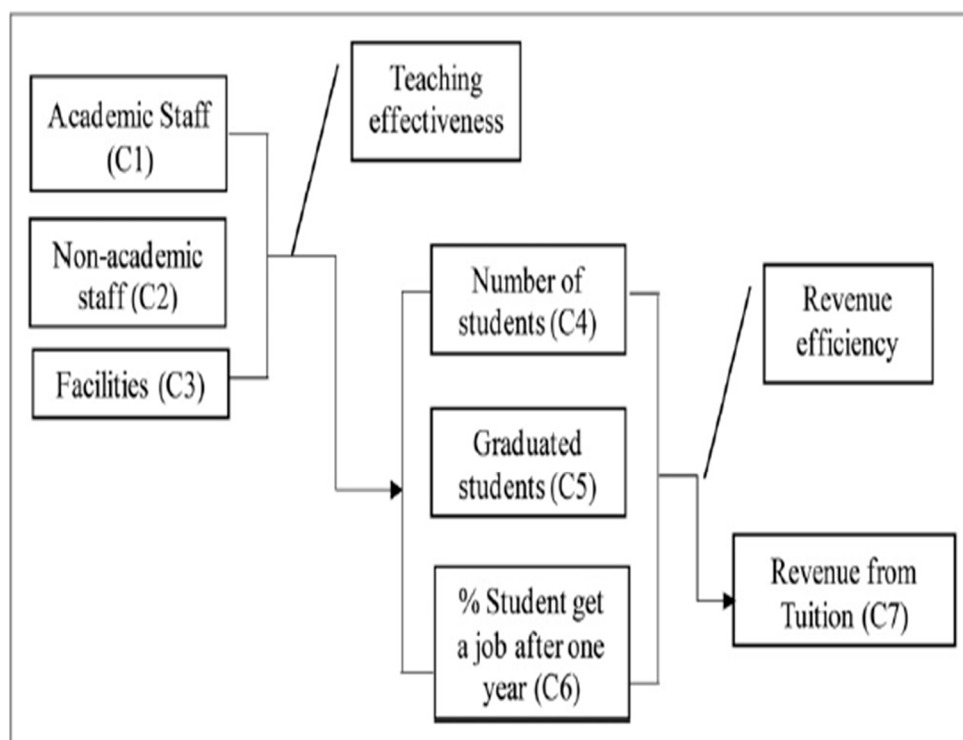 Academic Staff
(C1)
Non-academic
staff (C2)
Facilities (C3)
Teaching
effectiveness
Number of
students (C4)
Graduated
students (C5)
% Student get
a job after one
year (C6)
Revenue
efficiency
Revenue from
Tuition (C7)